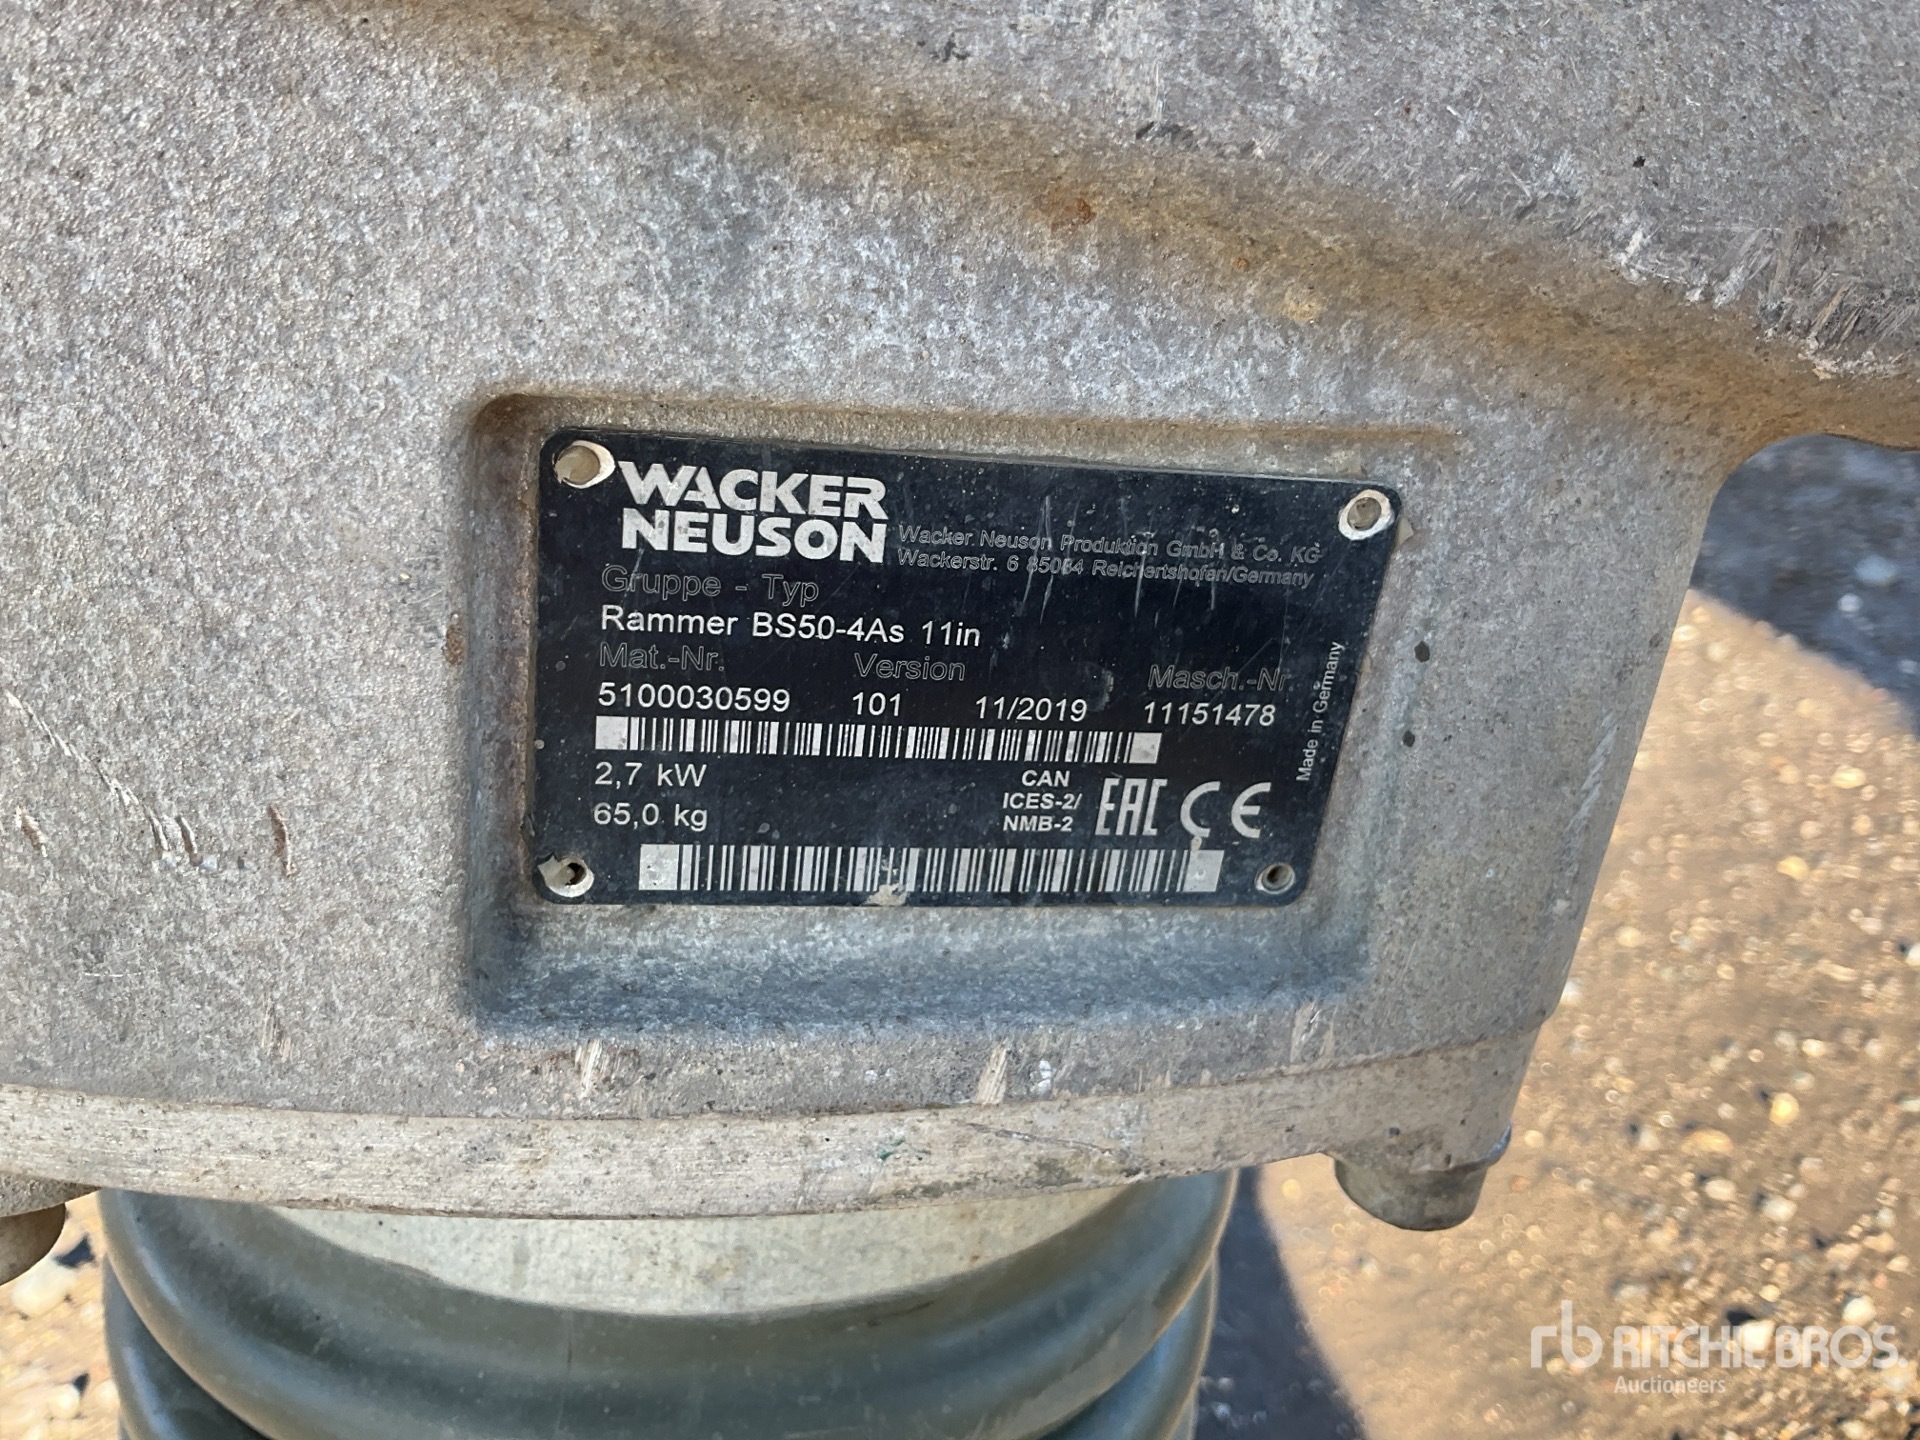 WACKER
NEUSON
Wacker Neuson Produktion GmbH & Co. KG
Wackerstr. 6 85084 Reichertshofen/Germany
Gruppe - Typ
Rammer BS50-4As 11in
Mat.-Nr. Version Masch.-Nr.
5100030599 101 11/2019 11151478
2,7 kW
65,0 kg
CAN
ICES-2/
NMB-2
EAC CE
Made in Germany
rb RITCHIE BROS.
Auctioneers